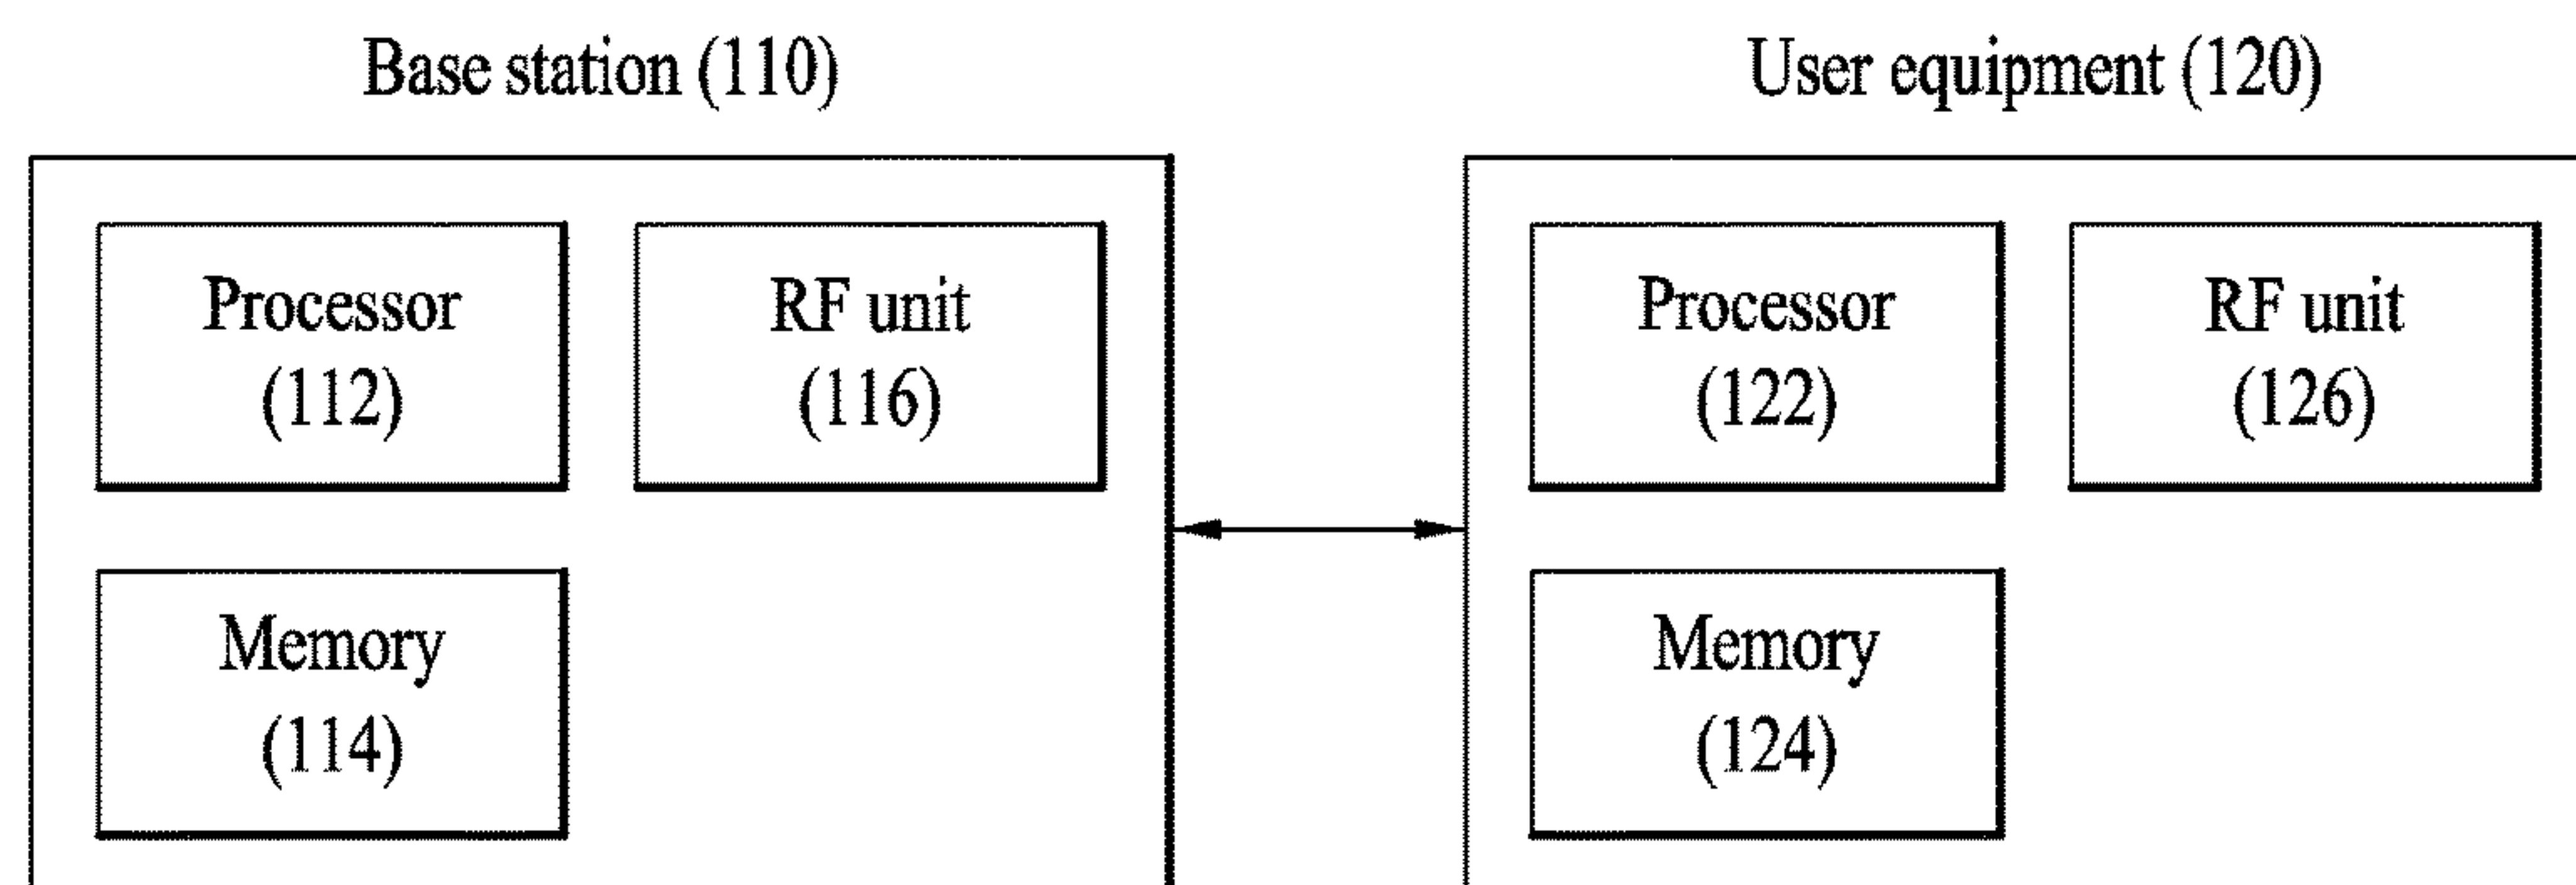 Base station (110)
User equipment (120)
Processor
(112)
RF unit
(116)
Memory
(114)
Processor
(122)
RF unit
(126)
Memory
(124)